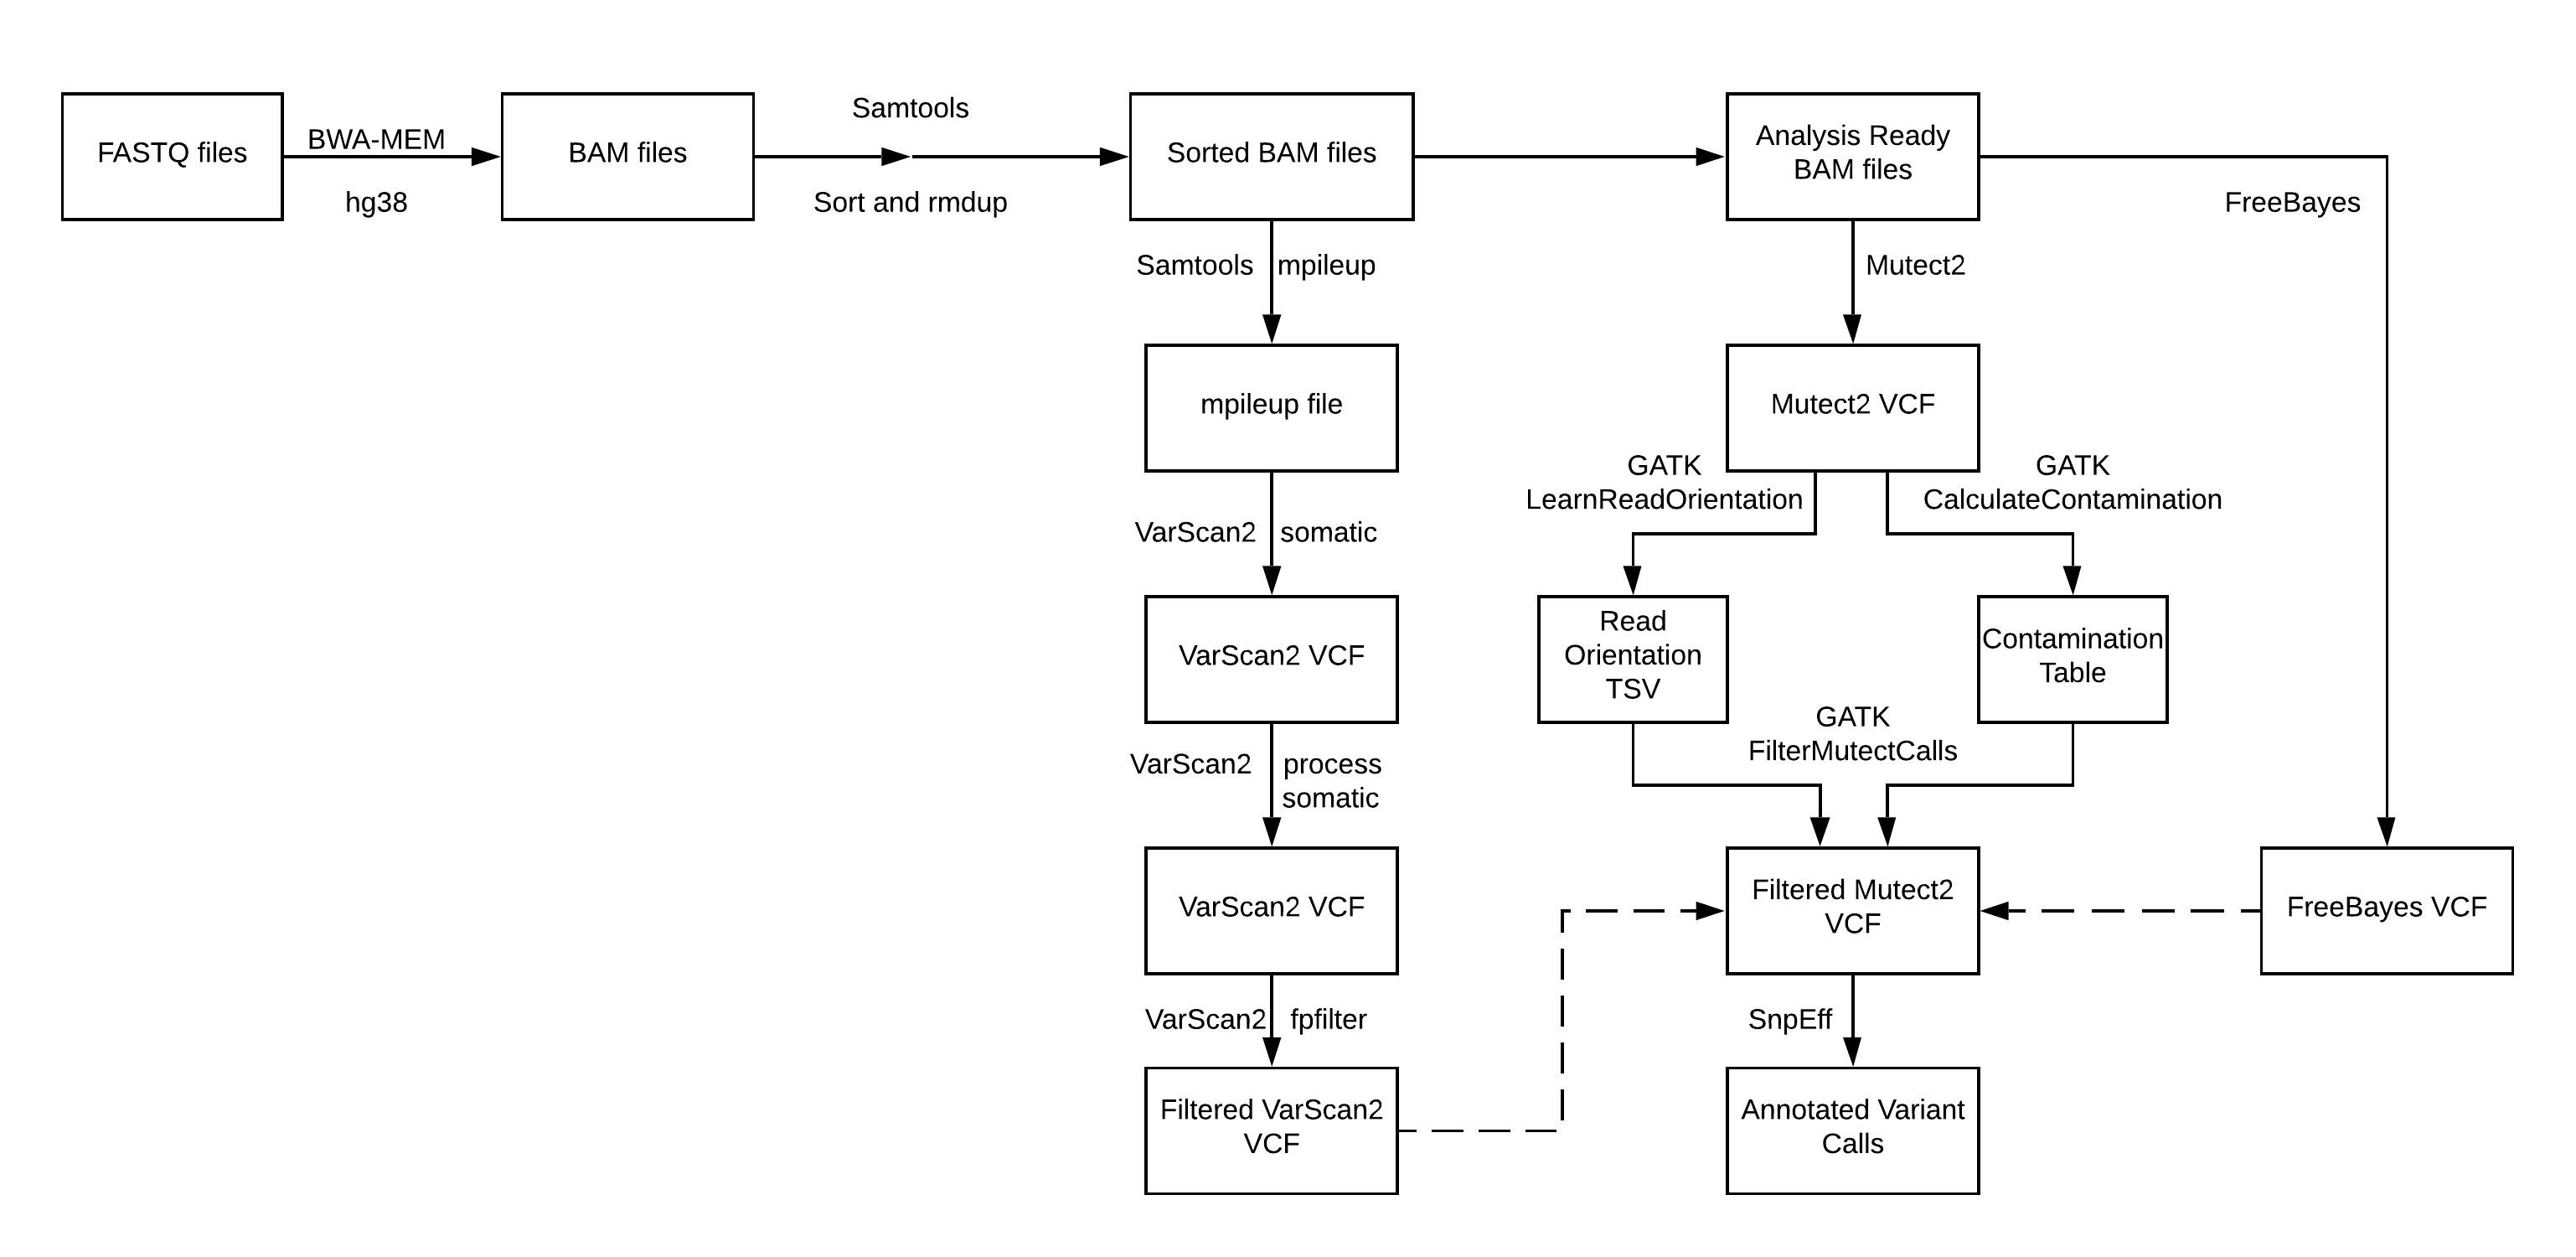 FASTQ files
BWA-MEM
hg38
BAM files
Samtools
Sort and rmdup
Sorted BAM files
Analysis Ready
BAM files
FreeBayes
Samtools mpileup
Mutect2
mpileup file
Mutect2 VCF
GATK
LearnReadOrientation
GATK
CalculateContamination
VarScan2 somatic
VarScan2 VCF
Read
Orientation
TSV
Contamination
Table
GATK
FilterMutectCalls
VarScan2 process
somatic
VarScan2 VCF
Filtered Mutect2
VCF
FreeBayes VCF
VarScan2 fpfilter
SnpEff
Filtered VarScan2
VCF
Annotated Variant
Calls